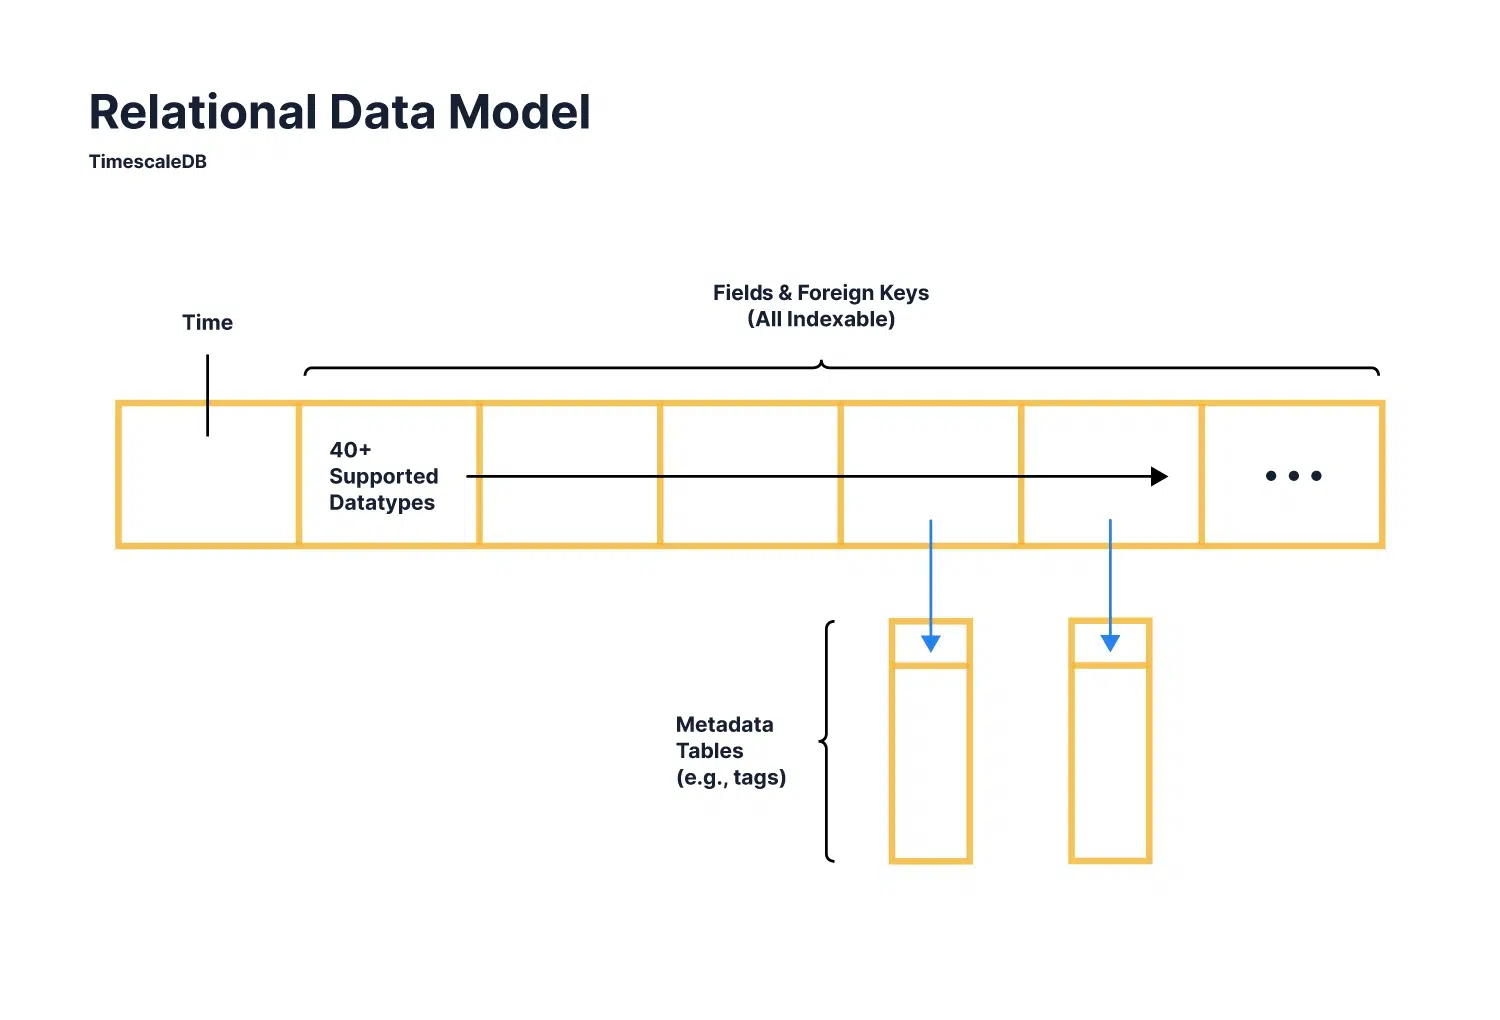 Relational Data Model
TimescaleDB
Time
Fields & Foreign Keys
(All Indexable)
40+
Supported
Datatypes
Metadata
Tables
(e.g., tags)